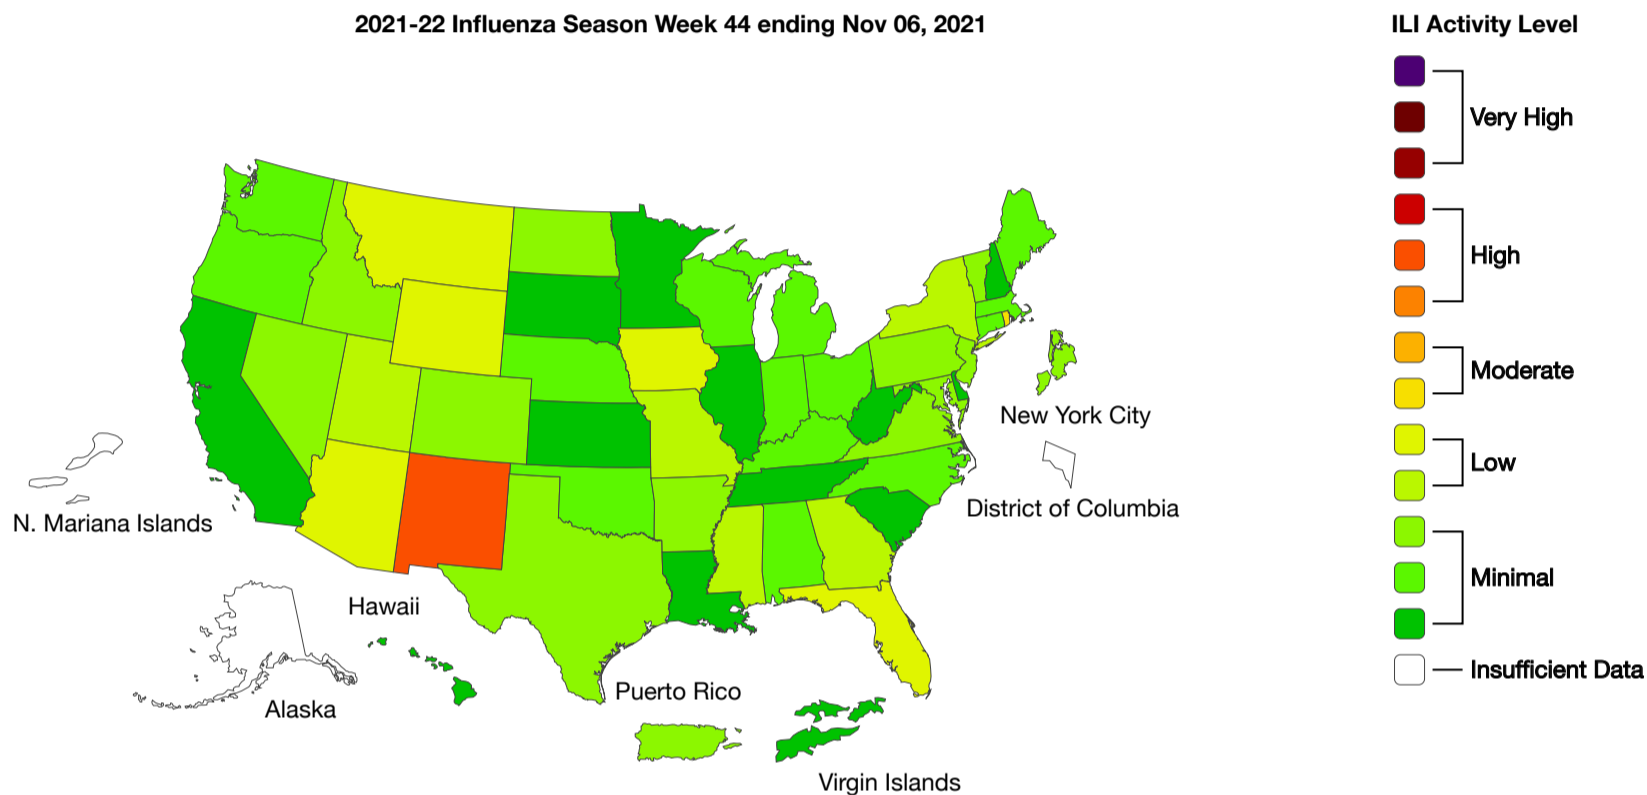 2021-22 Influenza Season Week 44 ending Nov 06, 2021
ILI Activity Level
Very High
High
Moderate
Low
Minimal
Insufficient Data
New York City
District of Columbia
N. Mariana Islands
Hawaii
Alaska
Puerto Rico
Virgin Islands